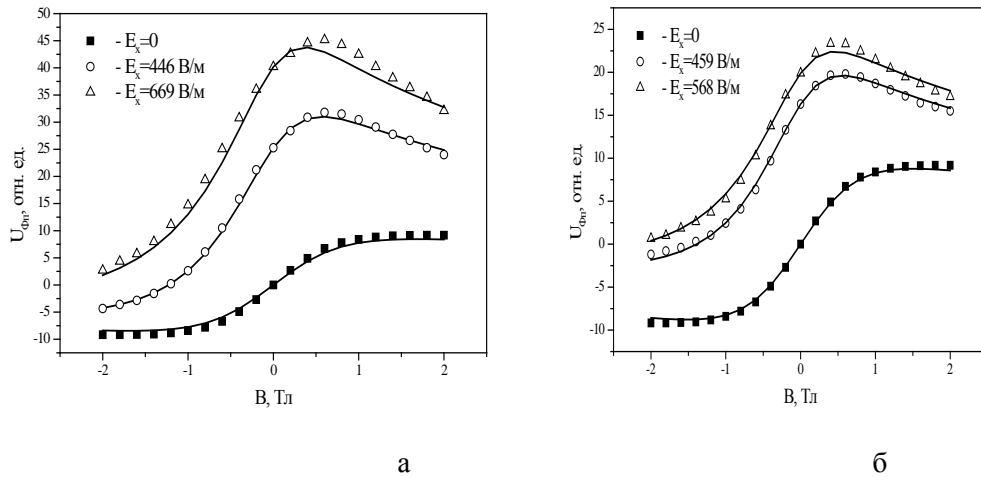 50
45
40
35
30
25
20
15
10
5
0
-5
-10
U_Фп, отн. ед.
- E_x=0
- E_x=446 В/м
- E_x=669 В/м
-2
-1
0
1
2
В, Тл
а
25
20
15
10
5
0
-5
-10
U_Фп, отн. ед.
- E_x=0
- E_x=459 В/м
- E_x=568 В/м
-2
-1
0
1
2
В, Тл
б